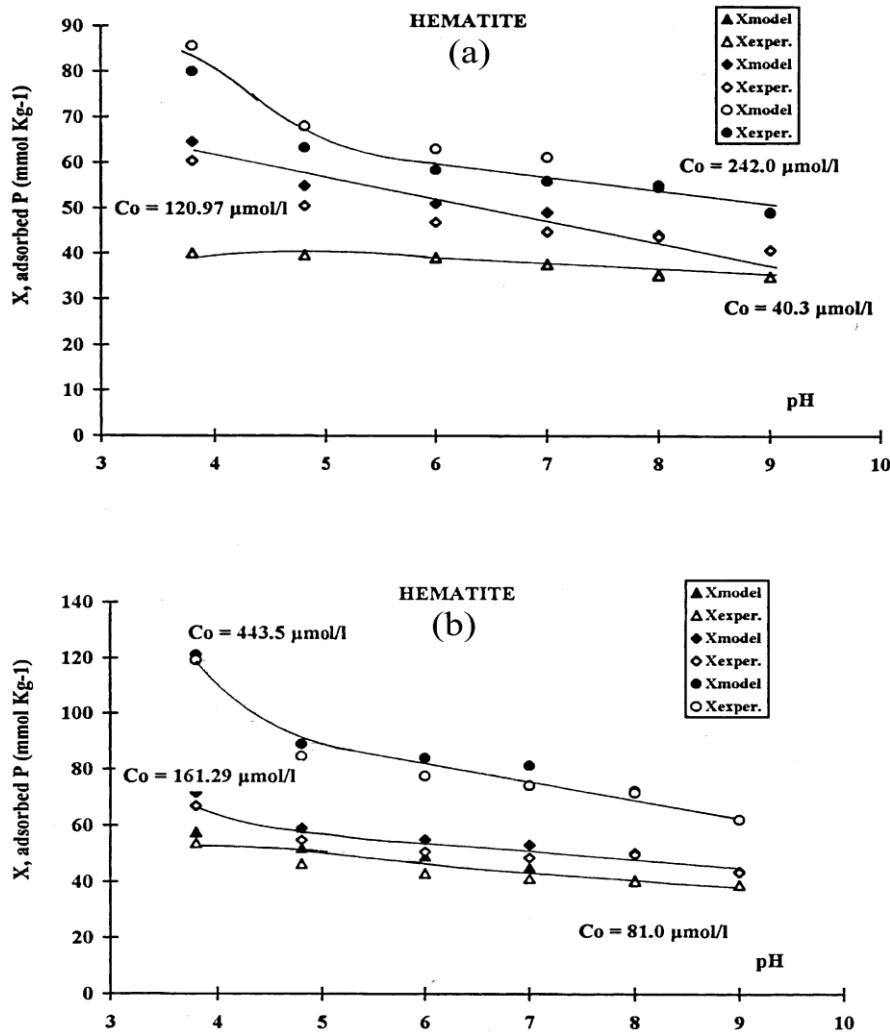 HEMATITE
(a)
Xmodel
Xexper.
Xmodel
Xexper.
Xmodel
Xexper.
X, adsorbed P (mmol Kg-1)
90
80
70
60
50
40
30
20
10
0
Co = 242.0 µmol/l
Co = 120.97 µmol/l
Co = 40.3 µmol/l
pH
3 4 5 6 7 8 9 10
HEMATITE
(b)
Xmodel
Xexper.
Xmodel
Xexper.
Xmodel
Xexper.
X, adsorbed P (mmol Kg-1)
140
120
100
80
60
40
20
0
Co = 443.5 µmol/l
Co = 161.29 µmol/l
Co = 81.0 µmol/l
pH
3 4 5 6 7 8 9 10